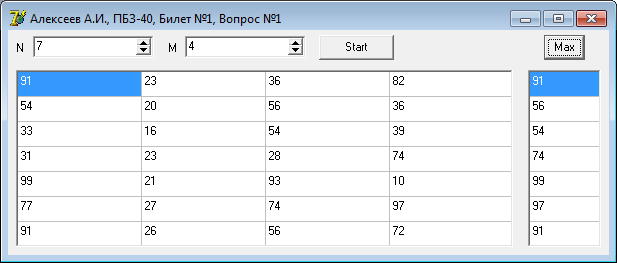 Алексеев А.И., ПБЗ-40, Билет №1, Вопрос №1
N 7 M 4 Start Max
91 23 36 82 91
54 20 56 36 56
33 16 54 39 54
31 23 28 74 74
99 21 93 10 99
77 27 74 97 97
91 26 56 72 91